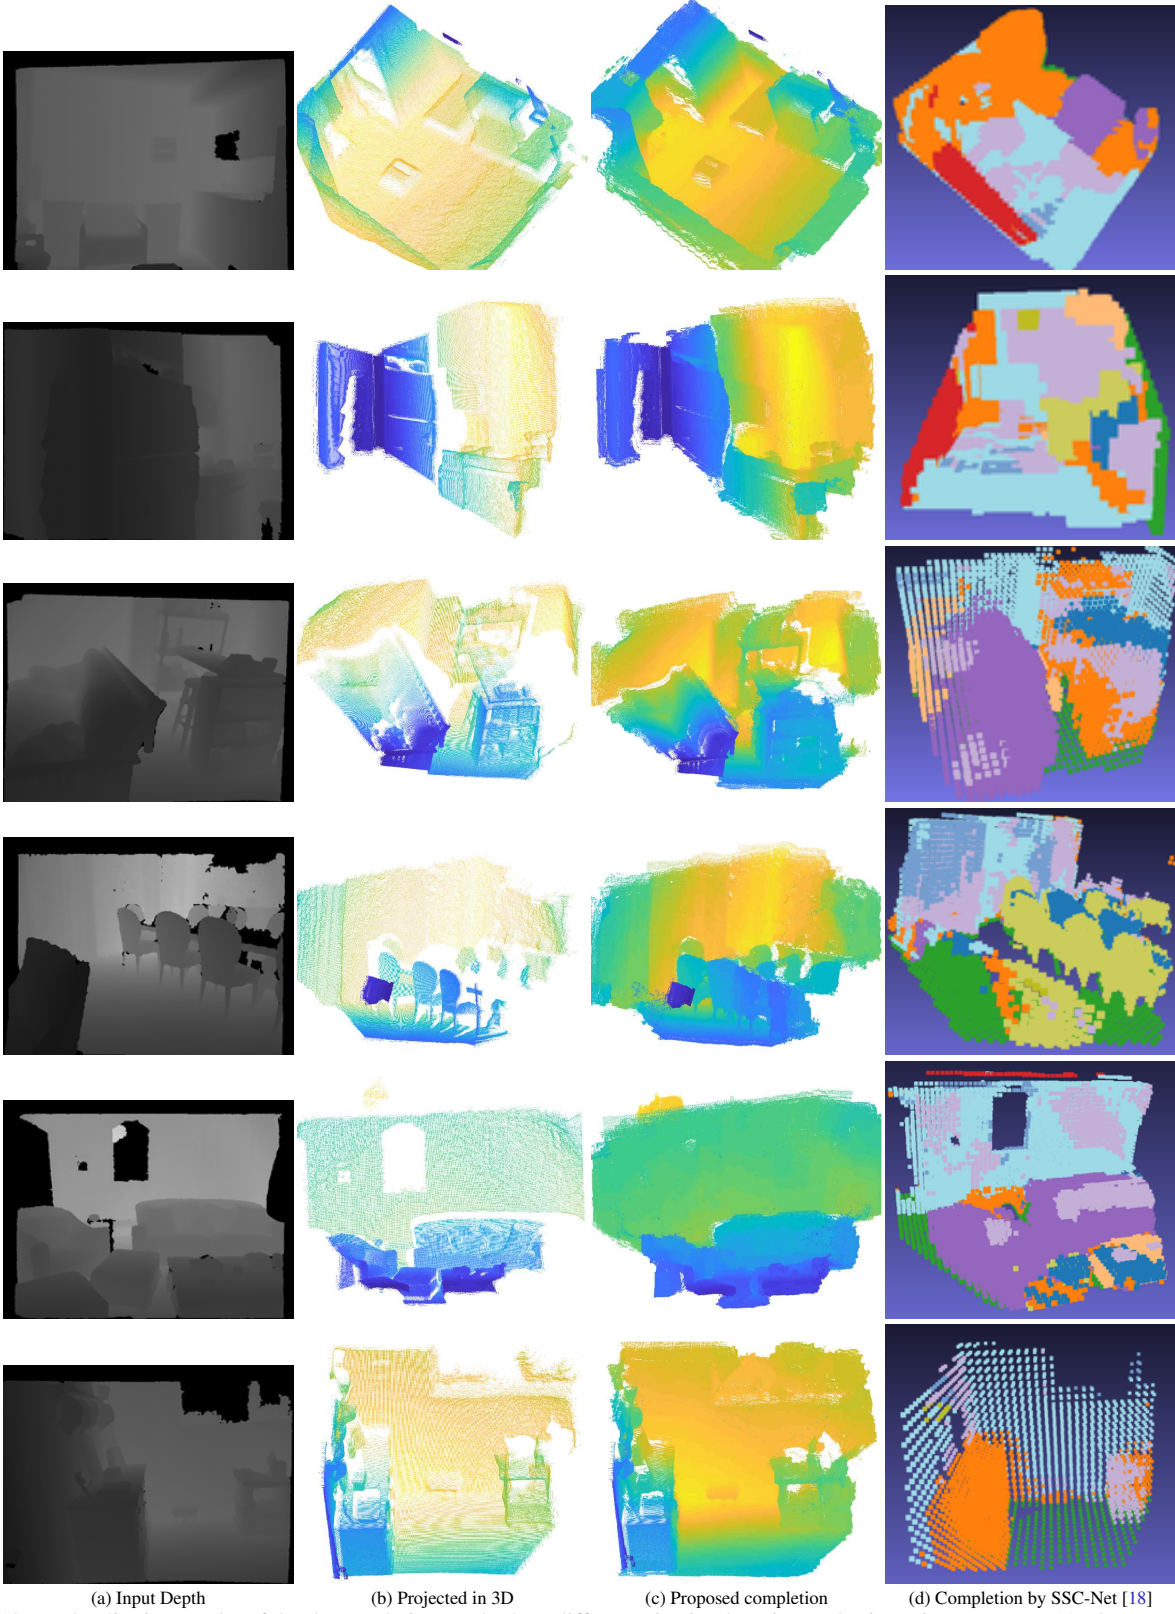 (a) Input Depth
(b) Projected in 3D
(c) Proposed completion
(d) Completion by SSC-Net [18]